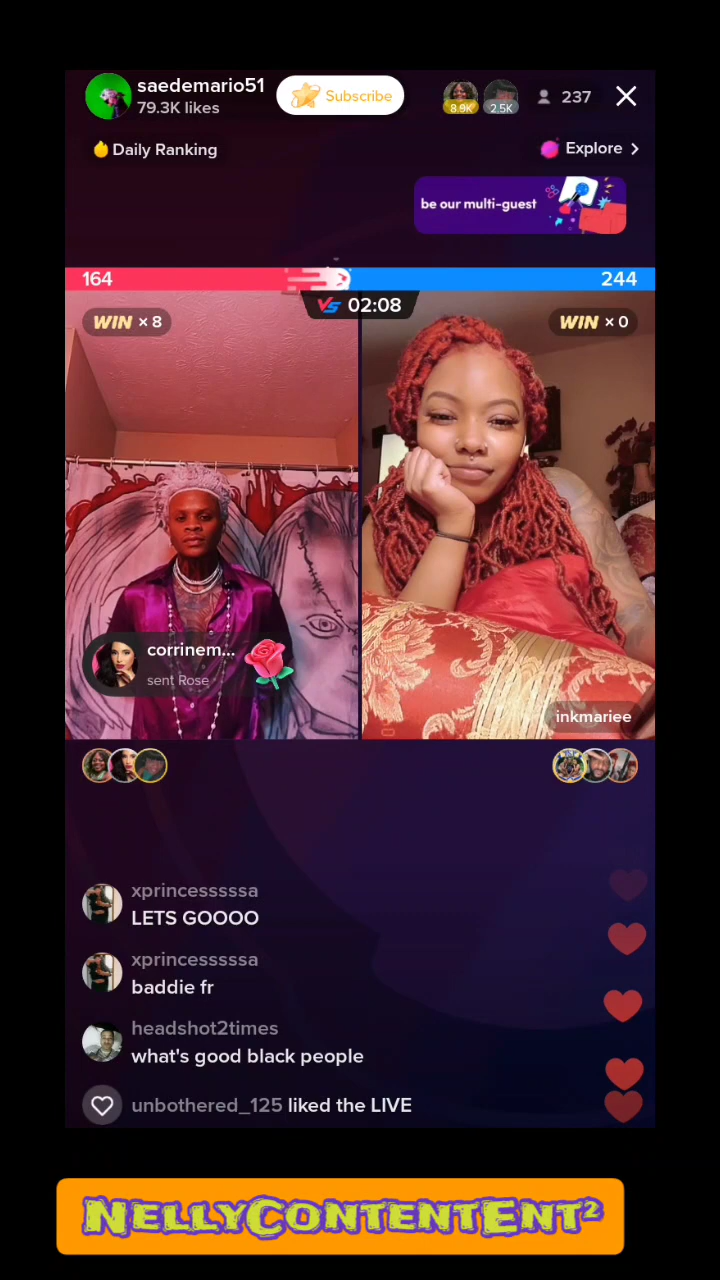 saedemario51
79.3K likes
Subscribe
8.9K
2.5K
237
Daily Ranking
Explore
be our multi-guest
164
244
VS 02:08
WIN × 8
WIN × 0
corrinem...
sent Rose
inkmariee
xprincesssssa
LETS GOOOO
xprincesssssa
baddie fr
headshot2times
what's good black people
unbothered_125 liked the LIVE
NELLYCONTENTENT²